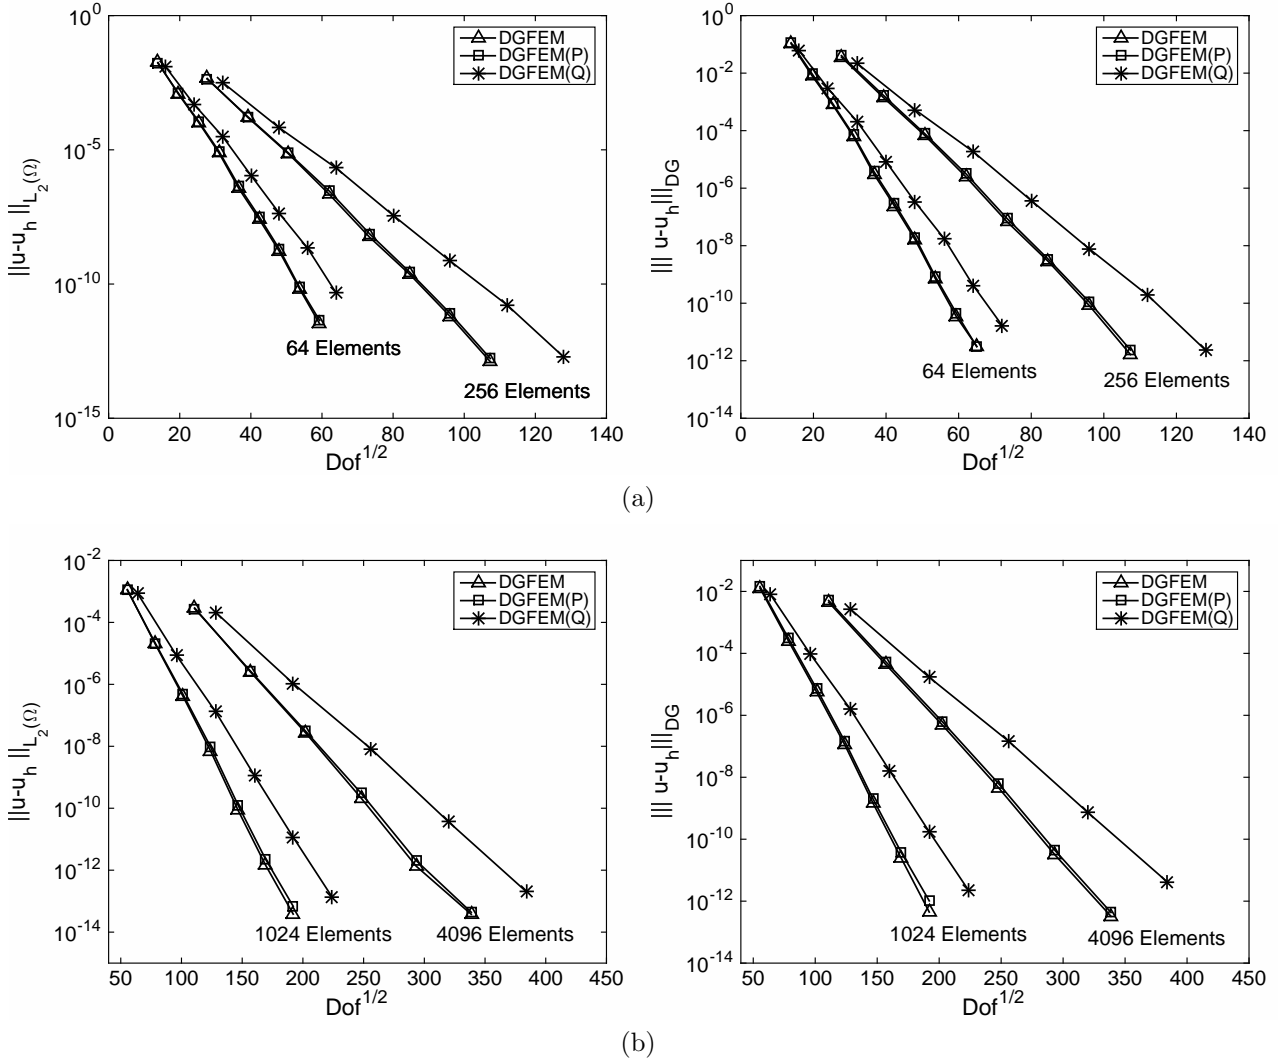 10^0
10^-5
10^-10
10^-15
||u-u_h||_{L_2(Ω)}
DGFEM
DGFEM(P)
DGFEM(Q)
64 Elements
256 Elements
0 20 40 60 80 100 120 140
Dof^{1/2}
10^0
10^-2
10^-4
10^-6
10^-8
10^-10
10^-12
10^-14
||| u-u_h|||_{DG}
DGFEM
DGFEM(P)
DGFEM(Q)
64 Elements
256 Elements
0 20 40 60 80 100 120 140
Dof^{1/2}
(a)
10^-2
10^-4
10^-6
10^-8
10^-10
10^-12
10^-14
||u-u_h||_{L_2(Ω)}
DGFEM
DGFEM(P)
DGFEM(Q)
1024 Elements
4096 Elements
50 100 150 200 250 300 350 400 450
Dof^{1/2}
10^-2
10^-4
10^-6
10^-8
10^-10
10^-12
10^-14
||| u-u_h|||_{DG}
DGFEM
DGFEM(P)
DGFEM(Q)
1024 Elements
4096 Elements
50 100 150 200 250 300 350 400 450
Dof^{1/2}
(b)